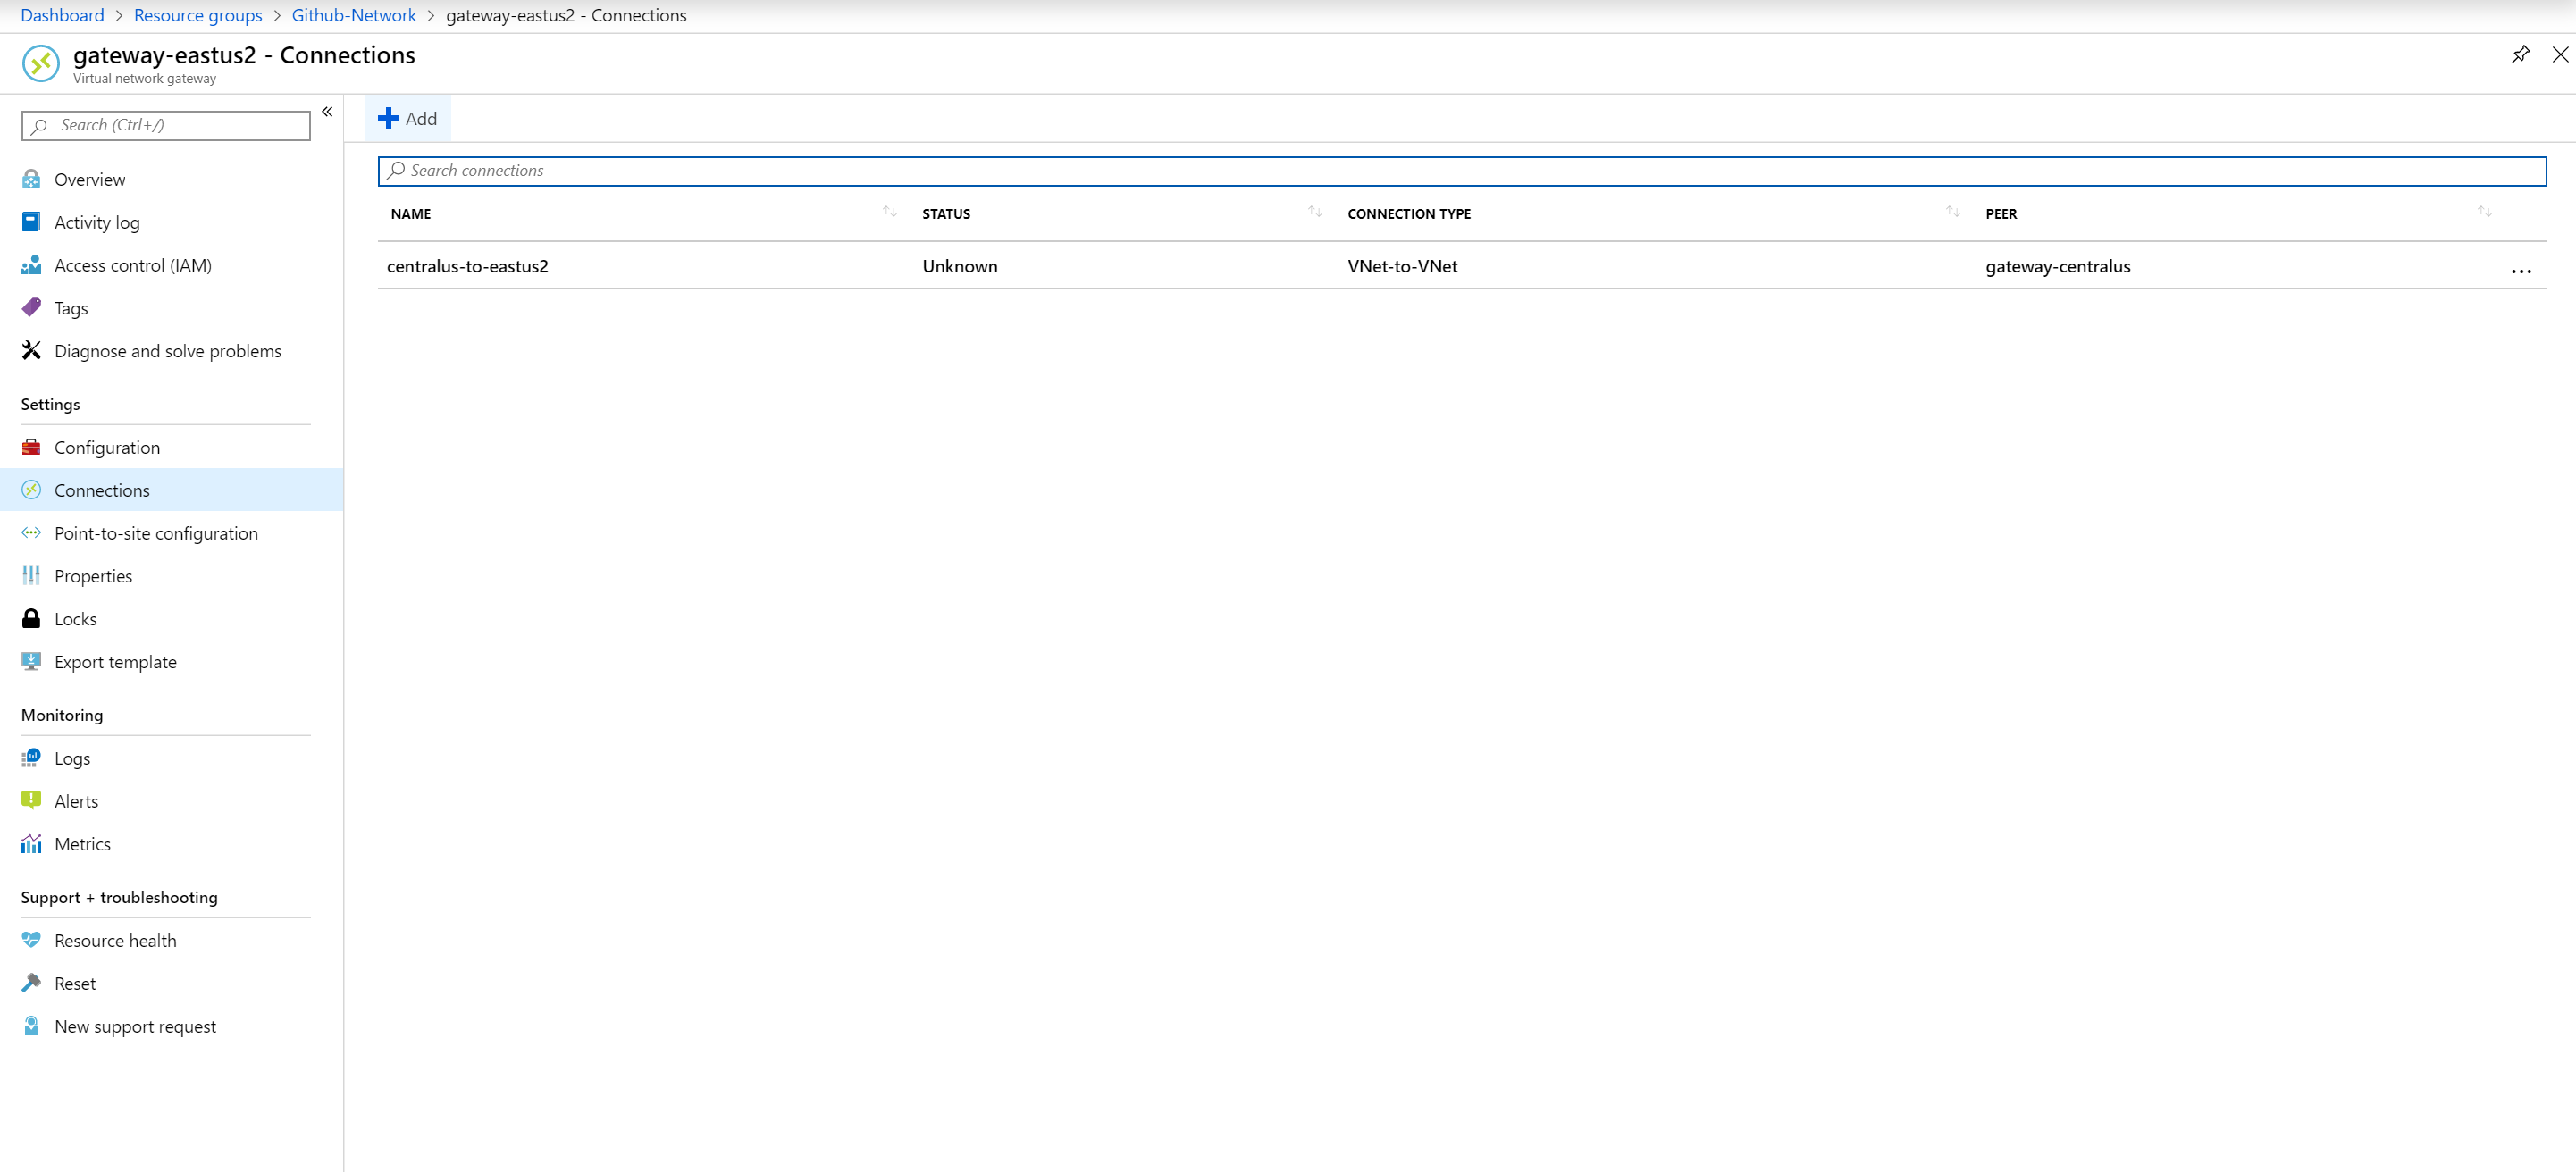 Dashboard > Resource groups > Github-Network > gateway-eastus2 - Connections
gateway-eastus2 - Connections
Virtual network gateway
Search (Ctrl+/)
«
Overview
Activity log
Access control (IAM)
Tags
Diagnose and solve problems
Settings
Configuration
Connections
Point-to-site configuration
Properties
Locks
Export template
Monitoring
Logs
Alerts
Metrics
Support + troubleshooting
Resource health
Reset
New support request
Add
Search connections
NAME STATUS CONNECTION TYPE PEER
centralus-to-eastus2 Unknown VNet-to-VNet gateway-centralus ...